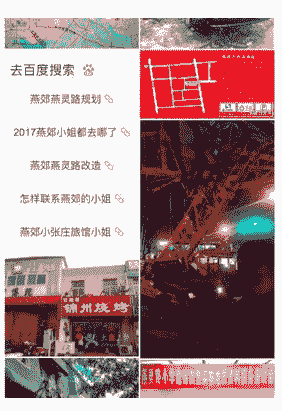 去百度搜索
燕郊燕灵路规划
2017燕郊小姐都去哪了
燕郊燕灵路改造
怎样联系燕郊的小姐
燕郊小张庄旅馆小姐
锦州烧烤